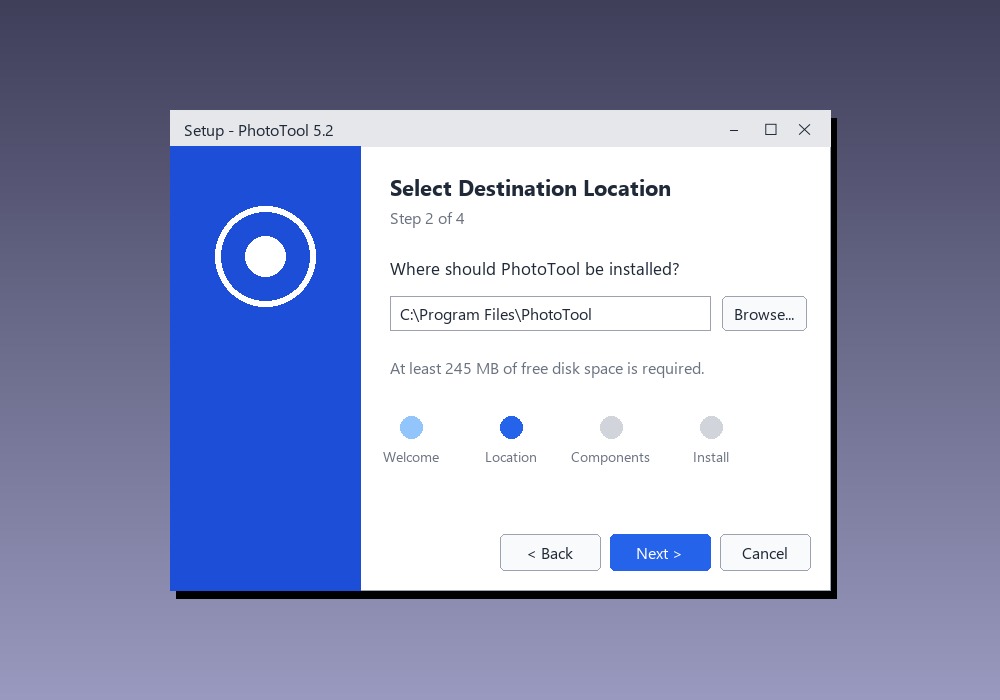 Setup - PhotoTool 5.2
Select Destination Location
Step 2 of 4
Where should PhotoTool be installed?
C:\Program Files\PhotoTool Browse...
At least 245 MB of free disk space is required.
Welcome Location Components Install
< Back Next > Cancel